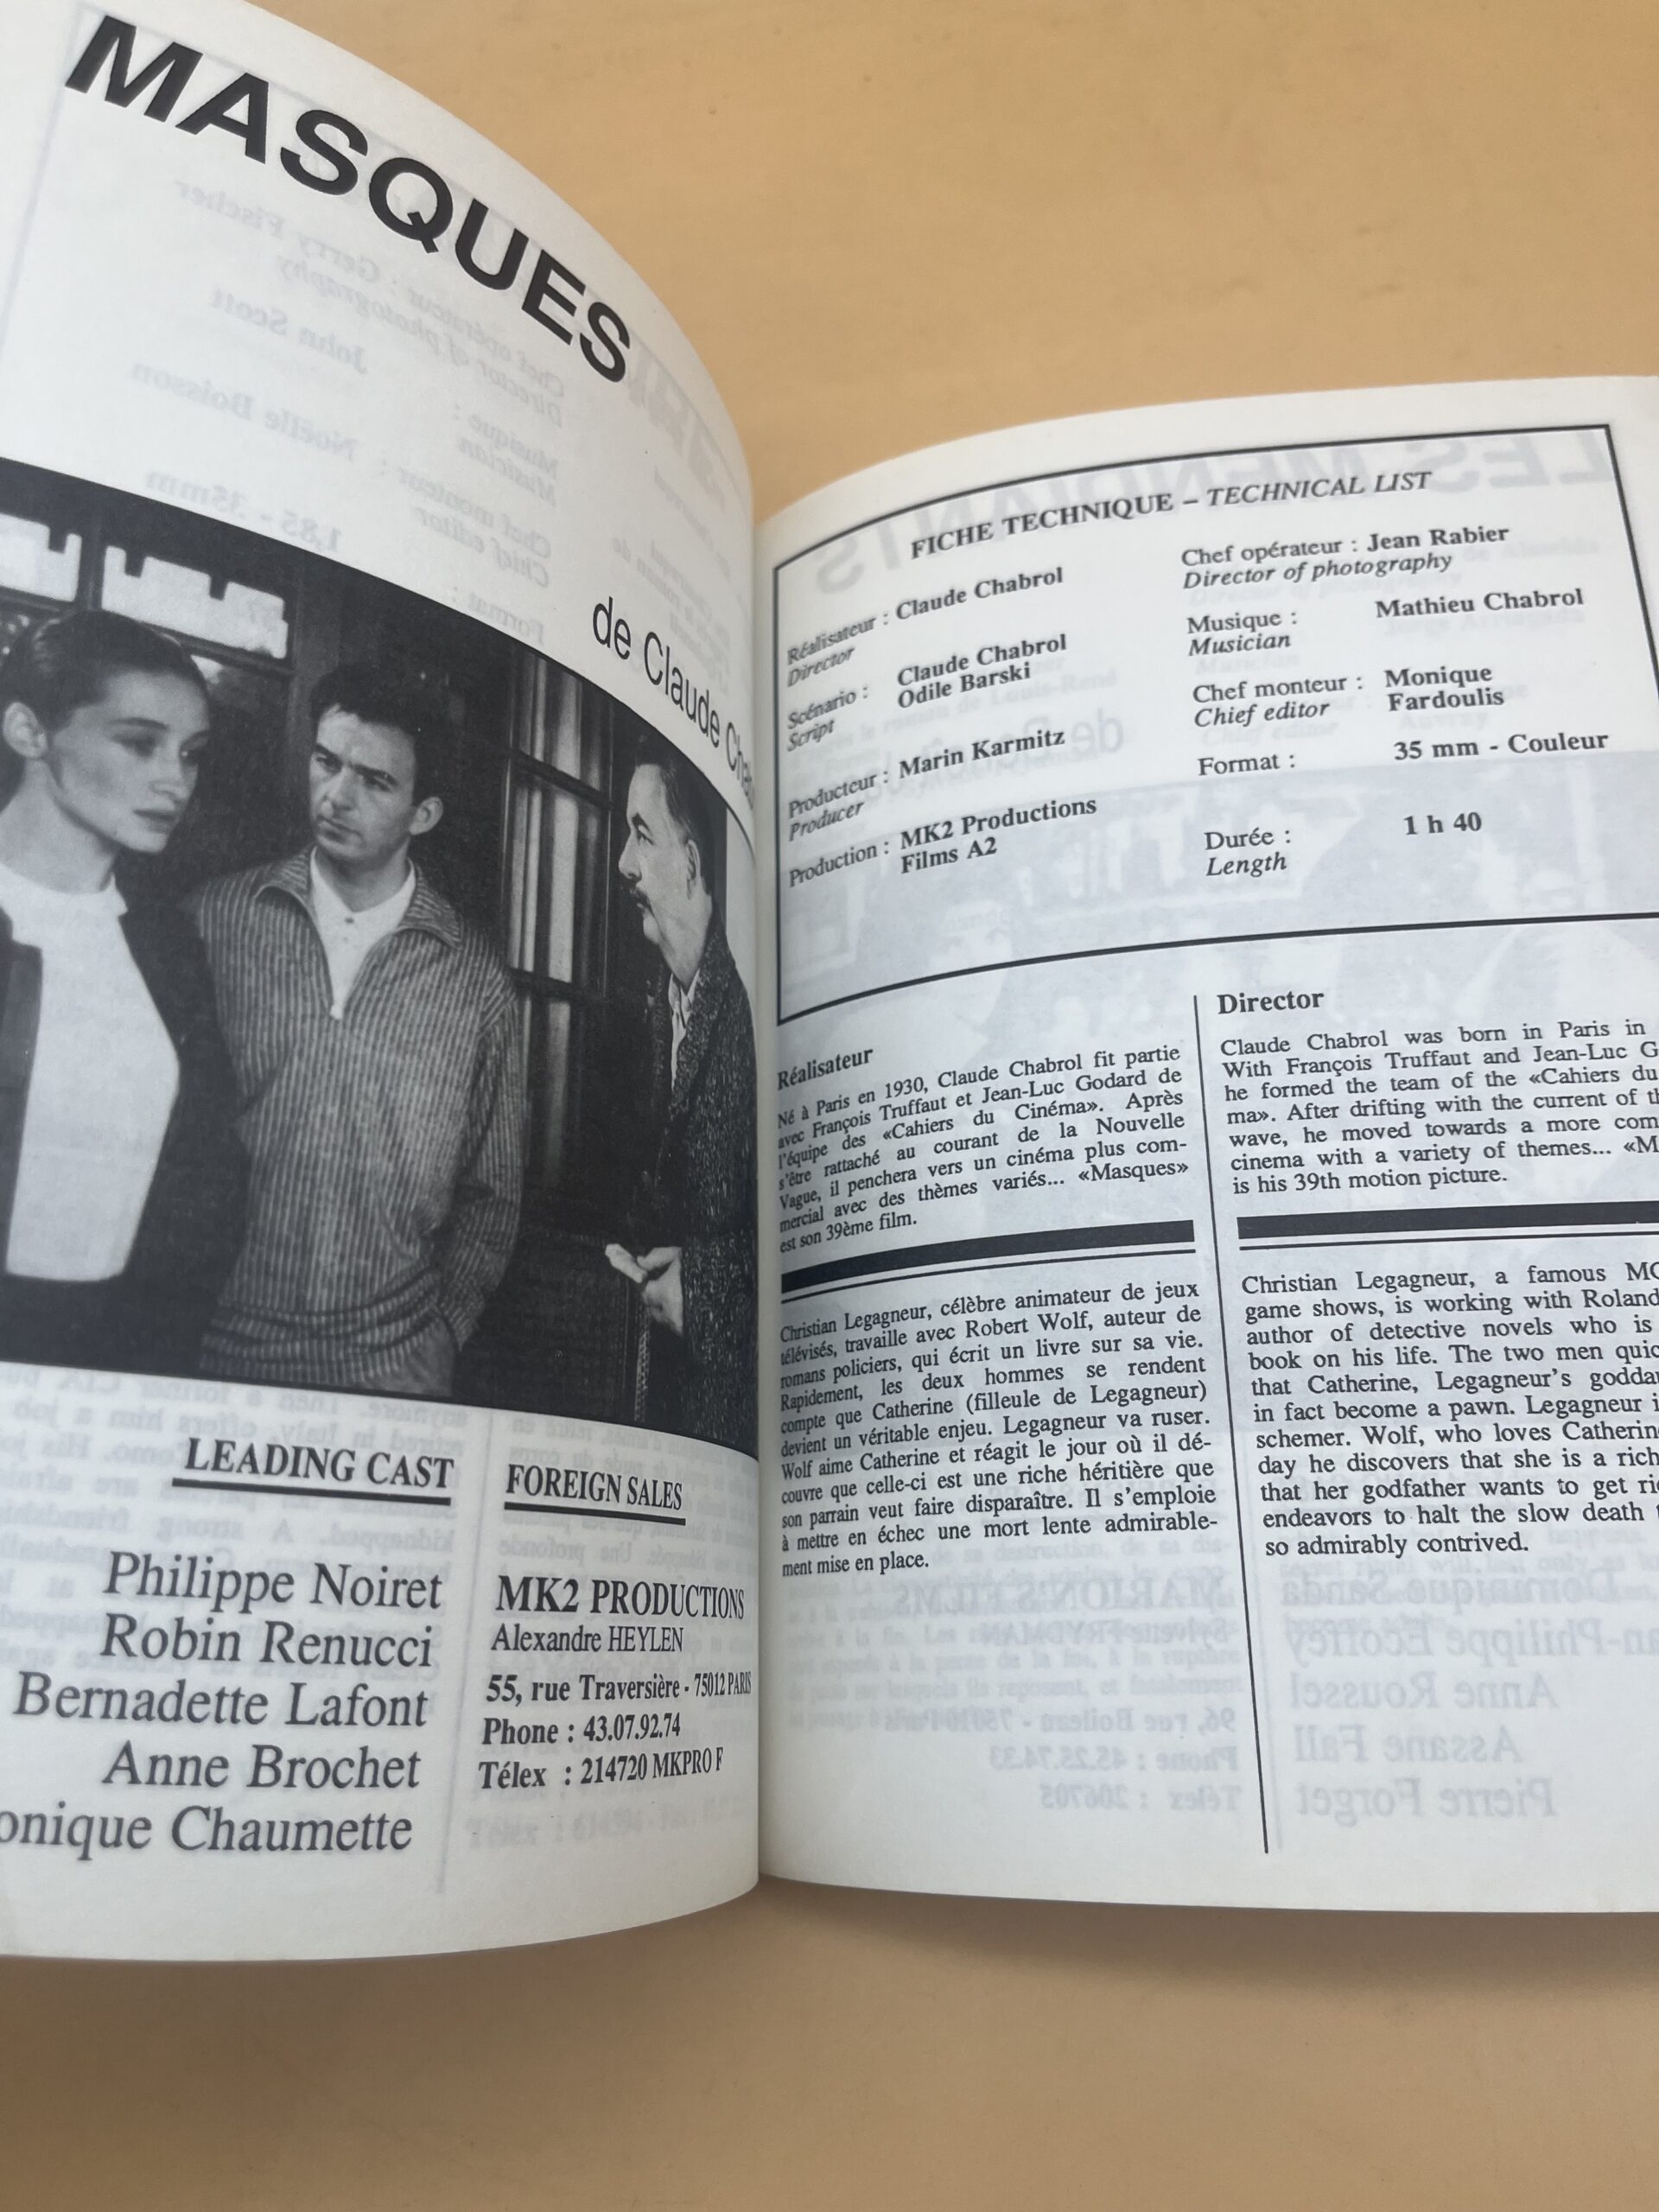 MASQUES
de Claude
LEADING CAST
Philippe Noiret
Robin Renucci
Bernadette Lafont
Anne Brochet
Chaumette
FOREIGN SALES
MK2 PRODUCTIONS
Alexandre HEYLEN
55, rue Traversière - 75012 PARIS
Phone : 43.07.92.74
Télex : 214720 MKPRO F
FICHE TECHNIQUE – TECHNICAL LIST
Réalisateur : Claude Chabrol
Director
Scénario : Claude Chabrol
Script Odile Barski
Producteur : Marin Karmitz
Producer
Production : MK2 Productions
Films A2
Chef opérateur : Jean Rabier
Director of photography
Musique : Mathieu Chabrol
Musician
Chef monteur : Monique
Chief editor Fardoulis
Format : 35 mm - Couleur
Durée : 1 h 40
Length
Réalisateur
Né à Paris en 1930, Claude Chabrol fit partie
avec François Truffaut et Jean-Luc Godard de
l'équipe des «Cahiers du Cinéma». Après
s'être rattaché au courant de la Nouvelle
Vague, il penchera vers un cinéma plus com-
mercial avec des thèmes variés... «Masques»
est son 39ème film.
Christian Legagneur, célèbre animateur de jeux
télévisés, travaille avec Robert Wolf, auteur de
romans policiers, qui écrit un livre sur sa vie.
Rapidement, les deux hommes se rendent
compte que Catherine (filleule de Legagneur)
devient un véritable enjeu. Legagneur va ruser.
Wolf aime Catherine et réagit le jour où il dé-
couvre que celle-ci est une riche héritière que
son parrain veut faire disparaître. Il s'emploie
à mettre en échec une mort lente admirable-
ment mise en place.
Director
Claude Chabrol was born in Paris in
With François Truffaut and Jean-Luc
he formed the team of the «Cahiers du
ma». After drifting with the current of
wave, he moved towards a more
cinema with a variety of themes...
is his 39th motion picture.
Christian Legagneur, a famous
game shows, is working with Roland
author of detective novels who is
book on his life. The two men
that Catherine, Legagneur's
in fact become a pawn. Legagneur
schemer. Wolf, who loves
day he discovers that she is a rich
that her godfather wants to get
endeavors to halt the slow death
so admirably contrived.